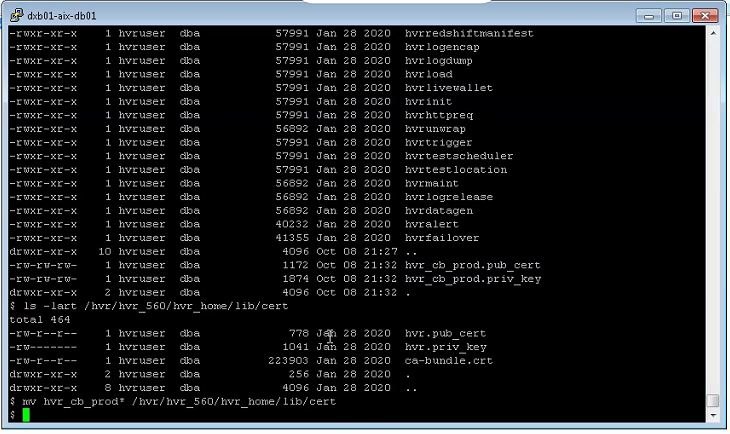 dxb01-aix-db01
-rwxr-xr-x 1 hvruser dba 57991 Jan 28 2020 hvrredshiftmanifest
-rwxr-xr-x 1 hvruser dba 57991 Jan 28 2020 hvrlogencap
-rwxr-xr-x 1 hvruser dba 57991 Jan 28 2020 hvrlogdump
-rwxr-xr-x 1 hvruser dba 57991 Jan 28 2020 hvrload
-rwxr-xr-x 1 hvruser dba 57991 Jan 28 2020 hvrlivewallet
-rwxr-xr-x 1 hvruser dba 57991 Jan 28 2020 hvrinit
-rwxr-xr-x 1 hvruser dba 57991 Jan 28 2020 hvrhttpreq
-rwxr-xr-x 1 hvruser dba 56892 Jan 28 2020 hvrunwrap
-rwxr-xr-x 1 hvruser dba 57991 Jan 28 2020 hvrtrigger
-rwxr-xr-x 1 hvruser dba 57991 Jan 28 2020 hvrtestscheduler
-rwxr-xr-x 1 hvruser dba 57991 Jan 28 2020 hvrtestlocation
-rwxr-xr-x 1 hvruser dba 56892 Jan 28 2020 hvrmaint
-rwxr-xr-x 1 hvruser dba 56892 Jan 28 2020 hvrlogrelease
-rwxr-xr-x 1 hvruser dba 56892 Jan 28 2020 hvrdatagen
-rwxr-xr-x 1 hvruser dba 40232 Jan 28 2020 hvralert
-rwxr-xr-x 1 hvruser dba 41355 Jan 28 2020 hvrfailover
drwxr-xr-x 10 hvruser dba 4096 Oct 08 21:27 ..
-rw-rw-rw- 1 hvruser dba 1172 Oct 08 21:32 hvr_cb_prod.pub_cert
-rw-rw-rw- 1 hvruser dba 1874 Oct 08 21:32 hvr_cb_prod.priv_key
drwxr-xr-x 2 hvruser dba 4096 Oct 08 21:32 .
$ ls -lart /hvr/hvr_560/hvr_home/lib/cert
total 464
-rw-r--r-- 1 hvruser dba 778 Jan 28 2020 hvr.pub_cert
-rw------- 1 hvruser dba 1041 Jan 28 2020 hvr.priv_key
-rw-r--r-- 1 hvruser dba 223903 Jan 28 2020 ca-bundle.crt
drwxr-xr-x 2 hvruser dba 256 Jan 28 2020 .
drwxr-xr-x 8 hvruser dba 4096 Jan 28 2020 ..
$ mv hvr_cb_prod* /hvr/hvr_560/hvr_home/lib/cert
$